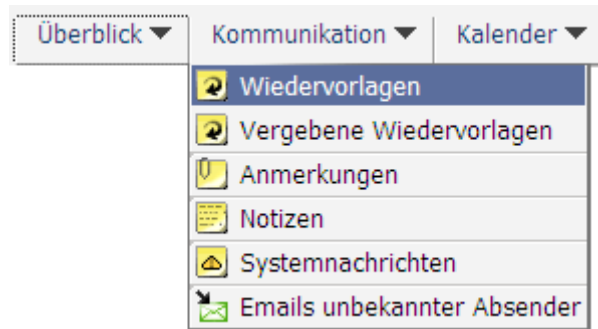 Überblick Kommunikation Kalender
Wiedervorlagen
Vergebene Wiedervorlagen
Anmerkungen
Notizen
Systemnachrichten
Emails unbekannter Absender